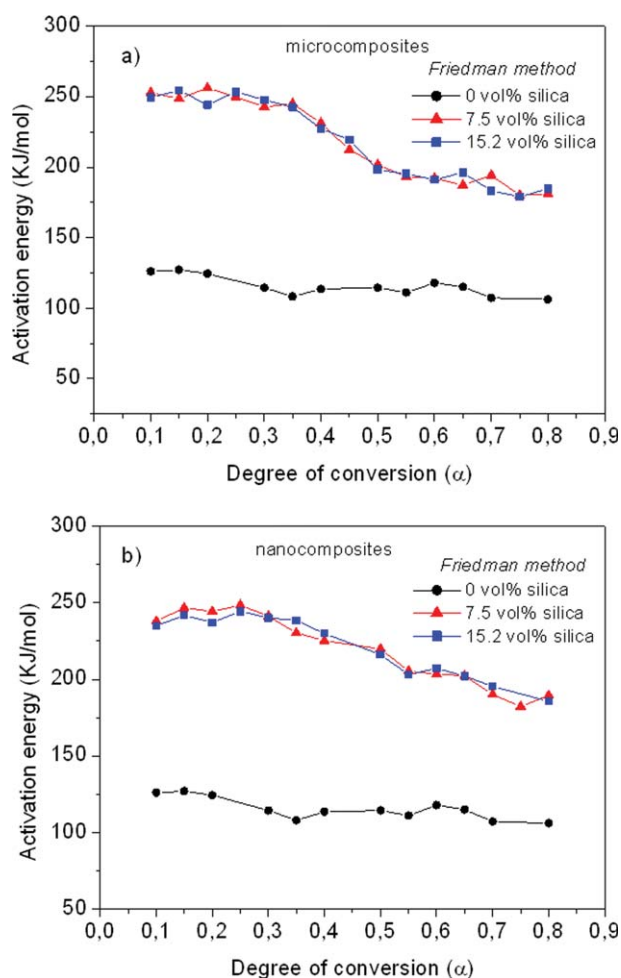 300
a)
microcomposites
Friedman method
0 vol% silica
7.5 vol% silica
15.2 vol% silica
250
200
150
100
50
Activation energy (KJ/mol)
0,0 0,1 0,2 0,3 0,4 0,5 0,6 0,7 0,8 0,9
Degree of conversion (α)
300
b)
nanocomposites
Friedman method
0 vol% silica
7.5 vol% silica
15.2 vol% silica
250
200
150
100
50
Activation energy (KJ/mol)
0,0 0,1 0,2 0,3 0,4 0,5 0,6 0,7 0,8 0,9
Degree of conversion (α)